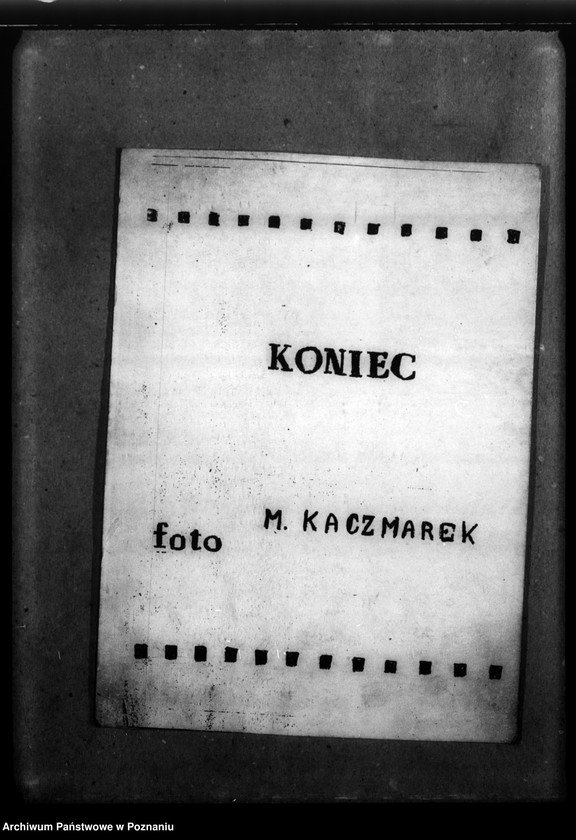 KONIEC
foto M. KACZMAREK
Archiwum Państwowe w Poznaniu